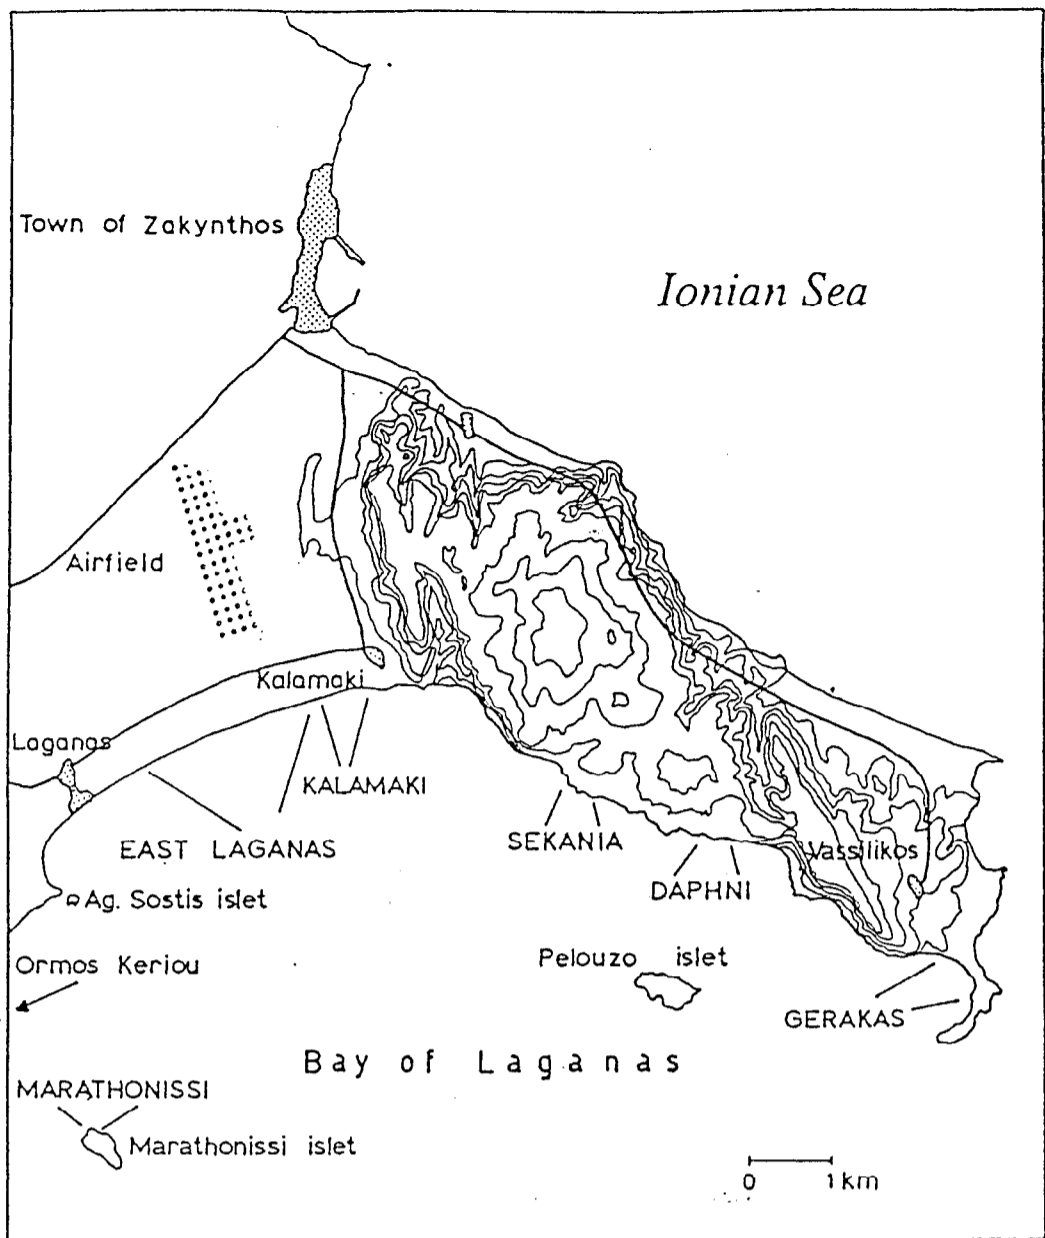 Town of Zakynthos
Ionian Sea
Airfield
Kalamaki
Laganas
KALAMAKI
EAST LAGANAS
SEKANIA
Vassilikos
DAPHNI
Ag. Sostis islet
Ormos Keriou
Pelouzo islet
GERAKAS
Bay of Laganas
MARATHONISSI
Marathonissi islet
0 1 km